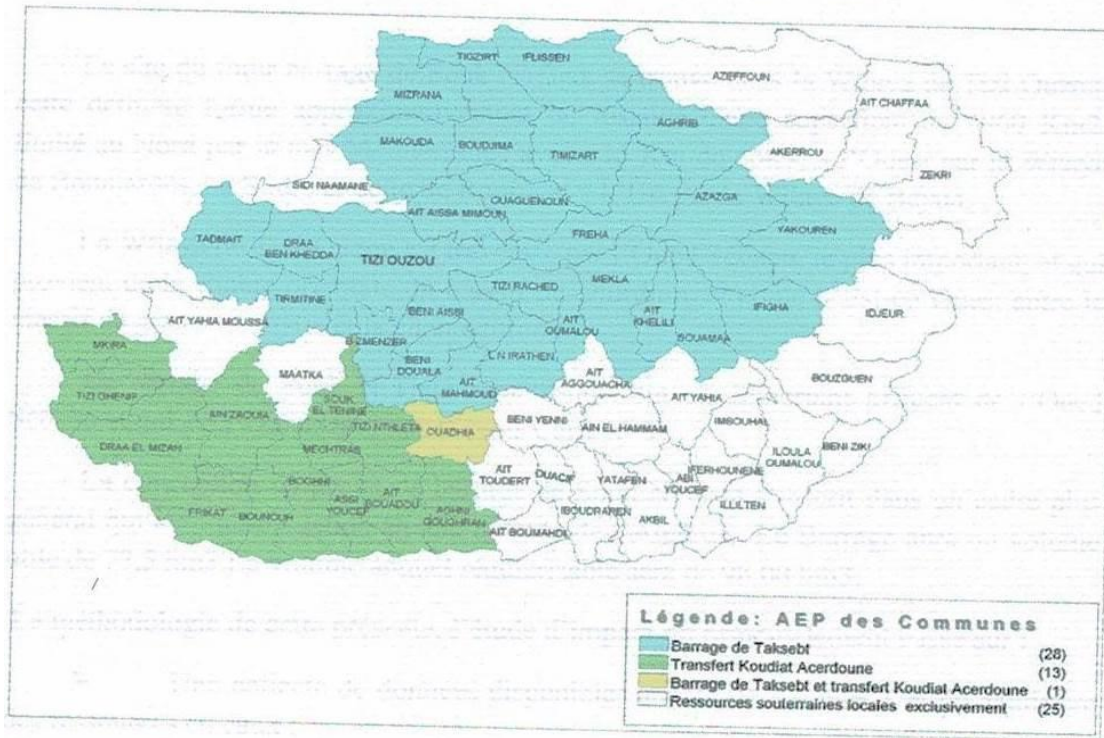 TIGZIRT
IFLISSEN
AZEFFOUN
MIZRANA
AIT CHAFFAA
AGHRIB
MAKOUDA
BOUDJIMA
TIMIZART
AKERROU
ZEKRI
SIDI NAAMANE
OUAGUENOUN
AZAZGA
AIT AISSA MIMOUN
TADMAIT
DRAA
BEN KHEDDA
FREHA
YAKOUREN
TIZI OUZOU
TIZI RACHED
MEKLA
TIRMITINE
BENI AISSI
AIT
KHELILI
IFIGHA
IDJEUR
AIT YAHIA MOUSSA
AIT
OUMALOU
SOUAMAA
MKIRA
BZMENZER
L N IRATHEN
MAATKA
BENI
DOUALA
AIT
AGGOUACHA
BOUZGUEN
TIZI GHENIF
AIT
MAHMOUD
AIT YAHIA
SOUK
EL TENINE
AIN ZAOUIA
TIZI NTHLETA
OUADHIA
BENI YENNI
AIN EL HAMMAM
IMSOUHAL
DRAA EL MIZAN
MECHTRAS
ILOULA
OUMALOU
BENI ZIKI
BOGHNI
AIT
TOUDERT
OUACIF
YATAFEN
ABI
YOUCEF
IFERHOUNENE
FRIKAT
BOUNOUH
ASSI
YOUCEF
AIT
BOUADOU
AGHNI
GOUGHRAN
IBOUDRAREN
AKBIL
ILLILTEN
AIT BOUMAHDI
Légende: AEP des Communes
Barrage de Taksebt (28)
Transfert Koudiat Acerdoune (13)
Barrage de Taksebt et transfert Koudiat Acerdoune (1)
Ressources souterraines locales exclusivement (25)